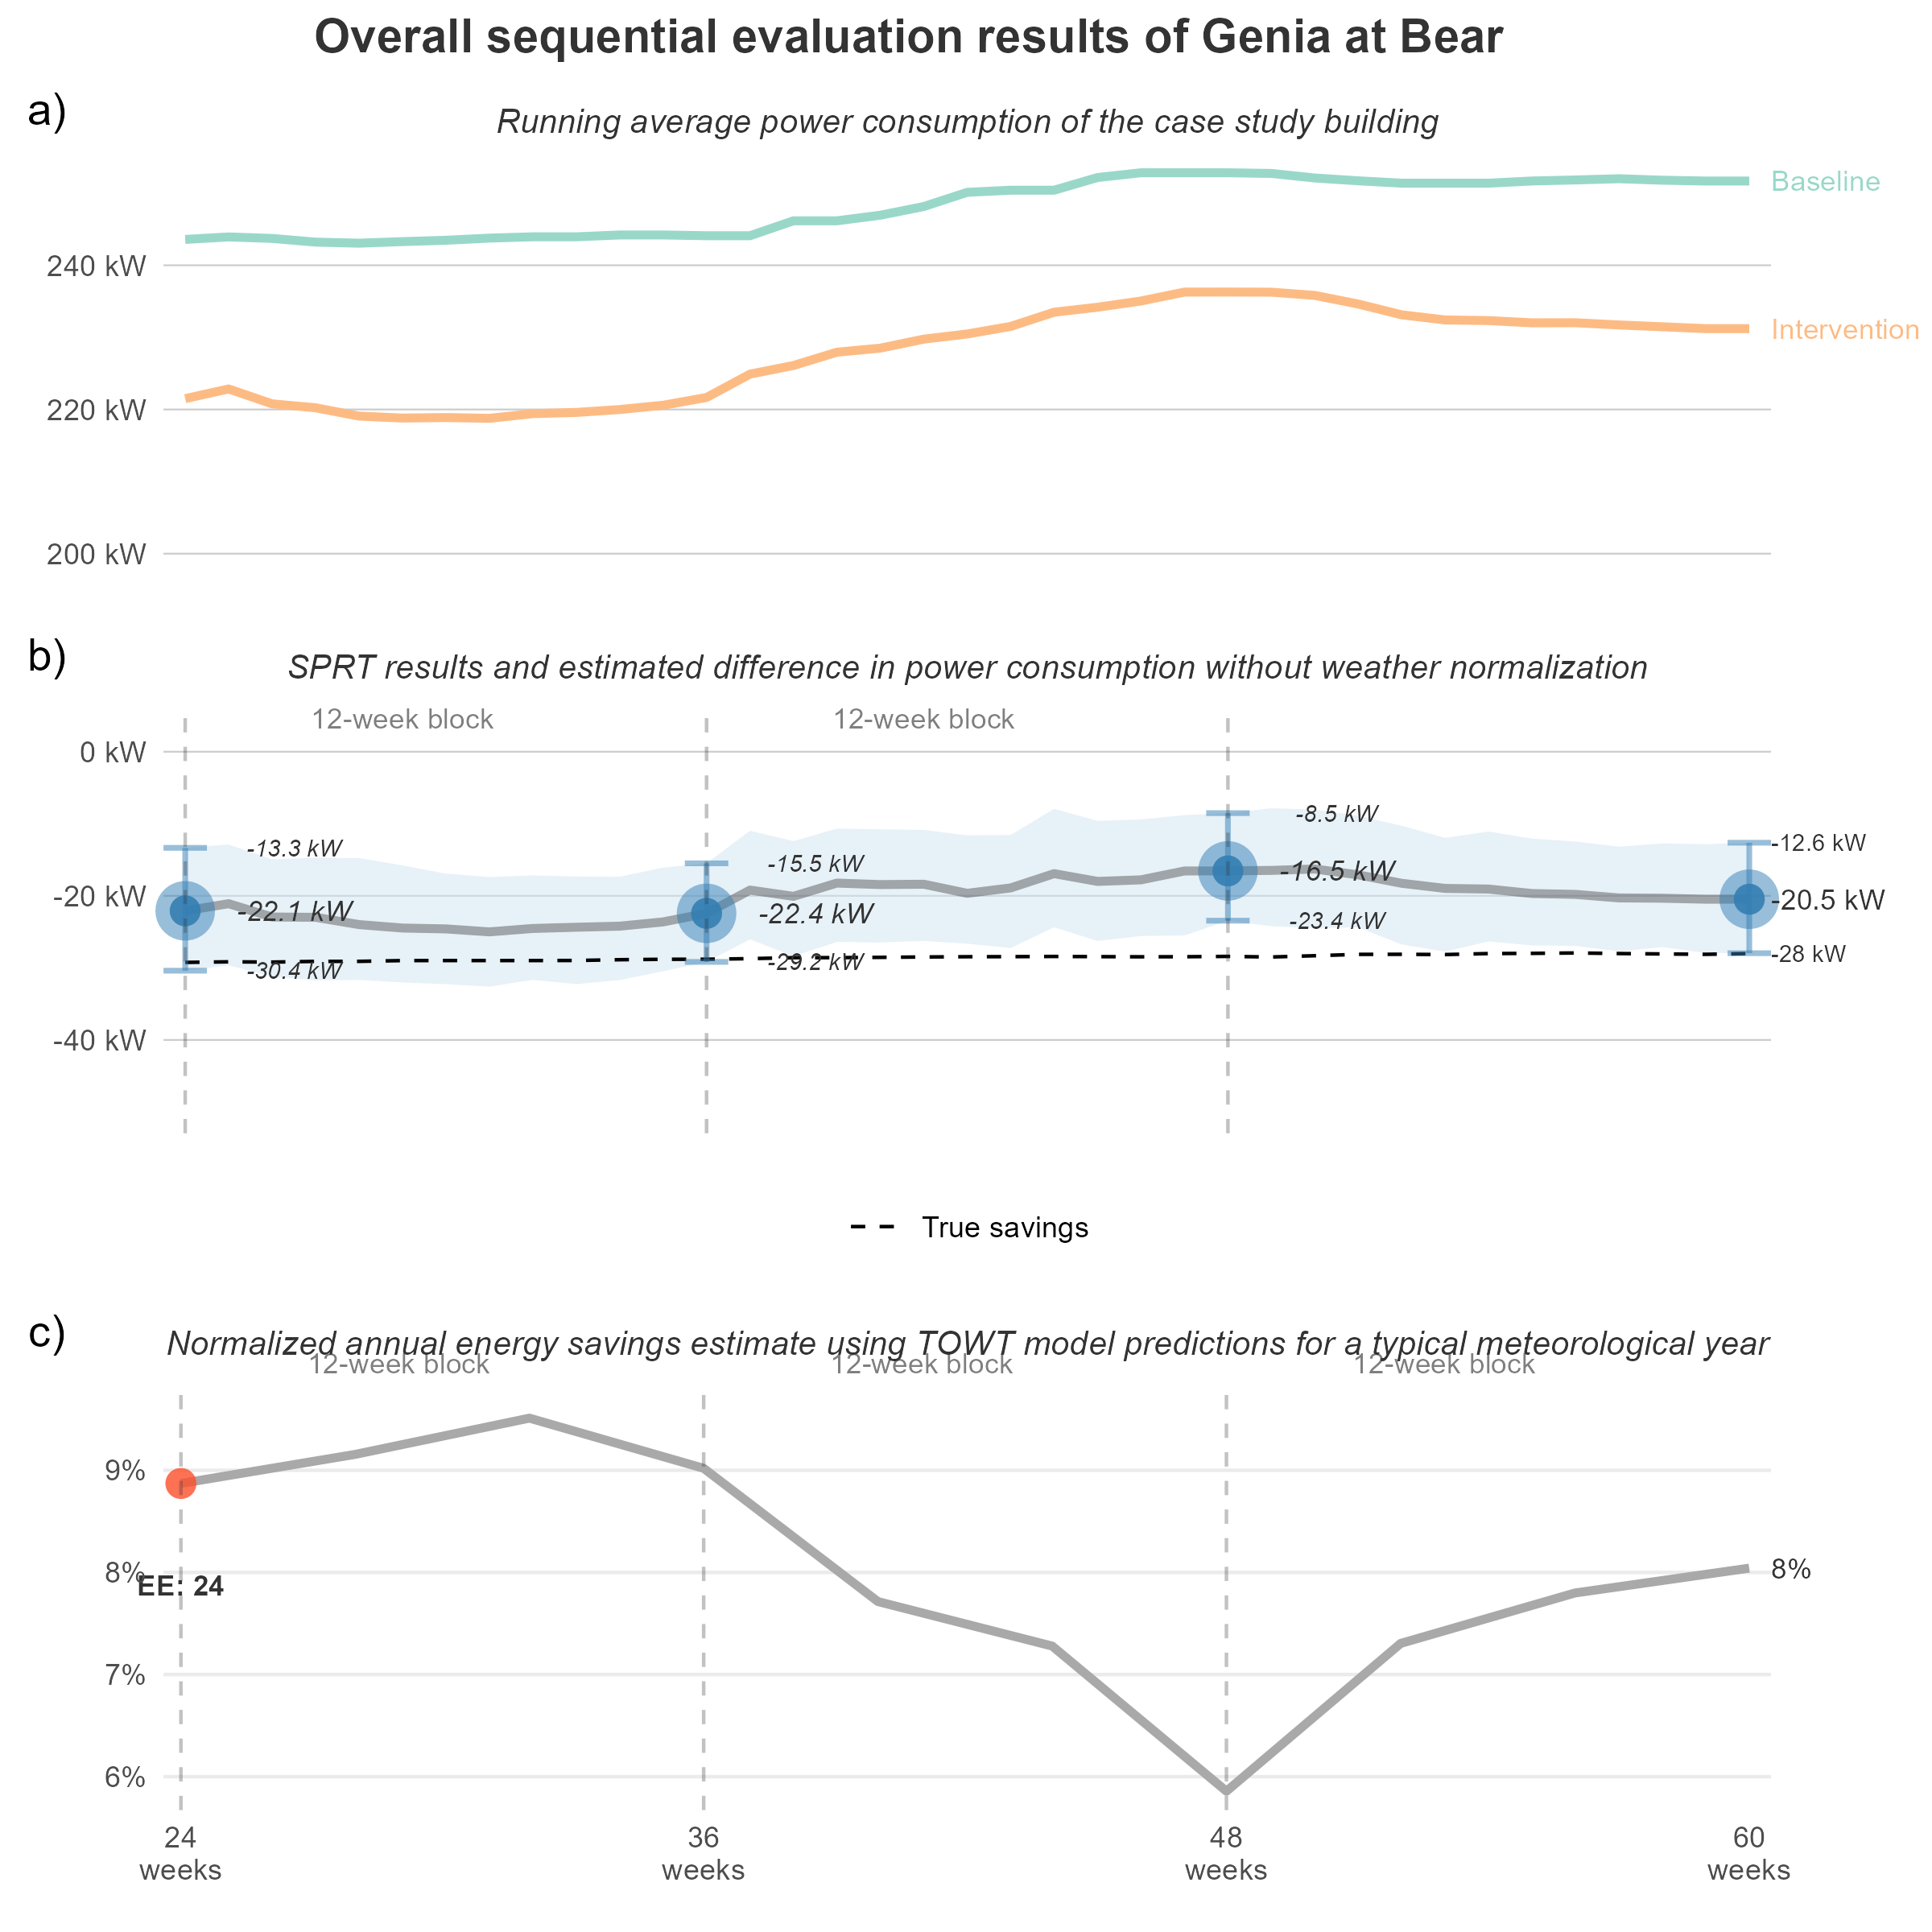 Overall sequential evaluation results of Genia at Bear
a)
Running average power consumption of the case study building
Baseline
240 kW
Intervention
220 kW
200 kW
b)
SPRT results and estimated difference in power consumption without weather normalization
12-week block
12-week block
0 kW
-8.5 kW
-13.3 kW
-12.6 kW
-15.5 kW
-16.5 kW
-20 kW
-22.1 kW
-22.4 kW
-20.5 kW
-23.4 kW
-30.4 kW
-29.2 kW
-28 kW
-40 kW
True savings
c)
Normalized annual energy savings estimate using TOWT model predictions for a typical meteorological year
12-week block
12-week block
12-week block
9%
8%
EE: 24
8%
7%
6%
24
weeks
36
weeks
48
weeks
60
weeks